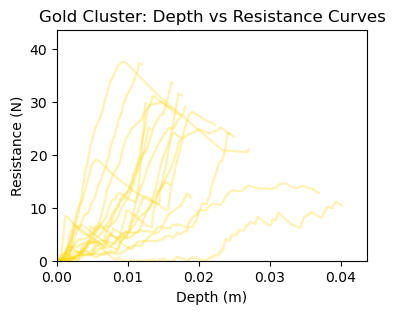 Gold Cluster: Depth vs Resistance Curves
40
30
20
10
0
Resistance (N)
0.00 0.01 0.02 0.03 0.04
Depth (m)